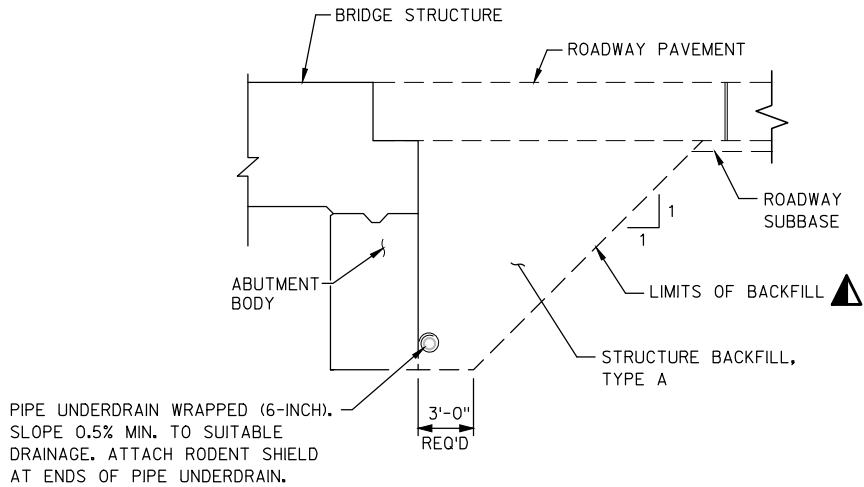 BRIDGE STRUCTURE
ROADWAY PAVEMENT
ROADWAY
SUBBASE
1
1
ABUTMENT
BODY
LIMITS OF BACKFILL
STRUCTURE BACKFILL,
TYPE A
PIPE UNDERDRAIN WRAPPED (6-INCH).
SLOPE 0.5% MIN. TO SUITABLE
DRAINAGE. ATTACH RODENT SHIELD
AT ENDS OF PIPE UNDERDRAIN.
3'-0"
REQ'D